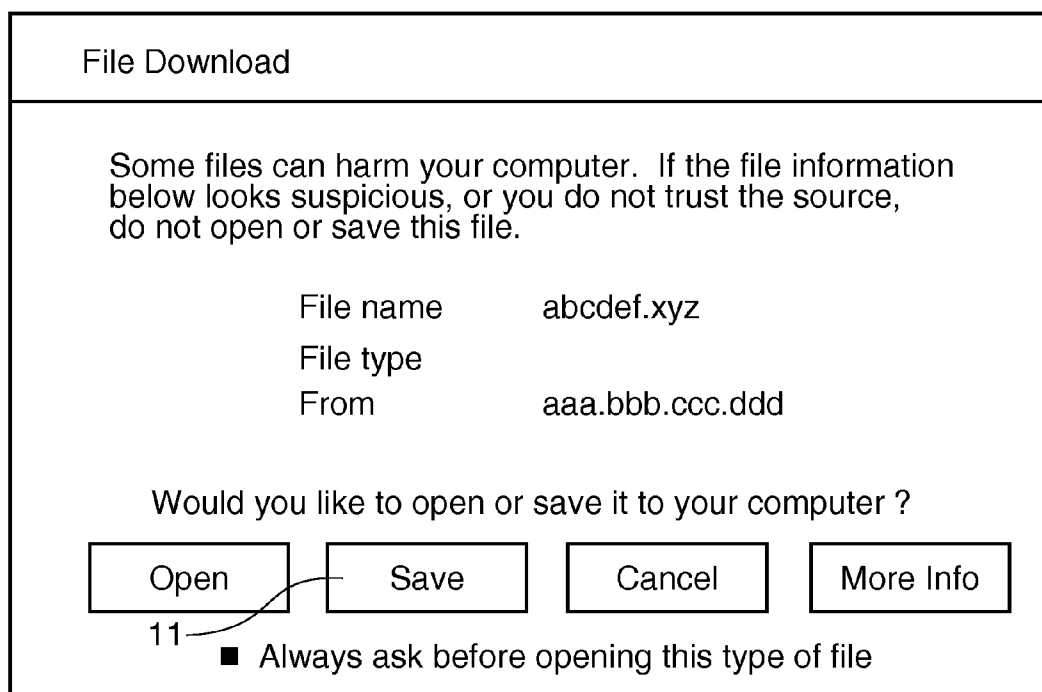 File Download
Some files can harm your computer. If the file information
below looks suspicious, or you do not trust the source,
do not open or save this file.
File name abcdef.xyz
File type
From aaa.bbb.ccc.ddd
Would you like to open or save it to your computer ?
Open Save Cancel More Info
11
■ Always ask before opening this type of file